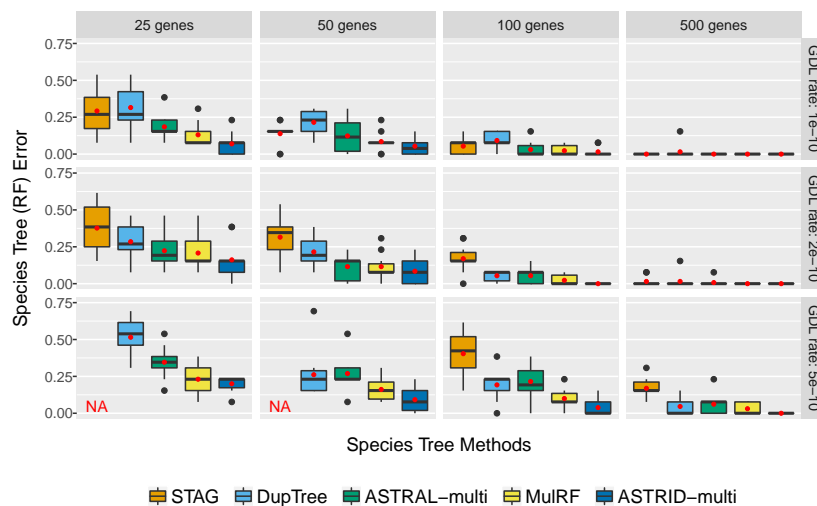 25 genes 50 genes 100 genes 500 genes
0.75
0.50
0.25
0.00
GDL rate: 1e−10
0.75
0.50
0.25
0.00
GDL rate: 2e−10
0.75
0.50
0.25
0.00
GDL rate: 5e−10
NA NA
Species Tree (RF) Error
Species Tree Methods
STAG DupTree ASTRAL−multi MulRF ASTRID−multi